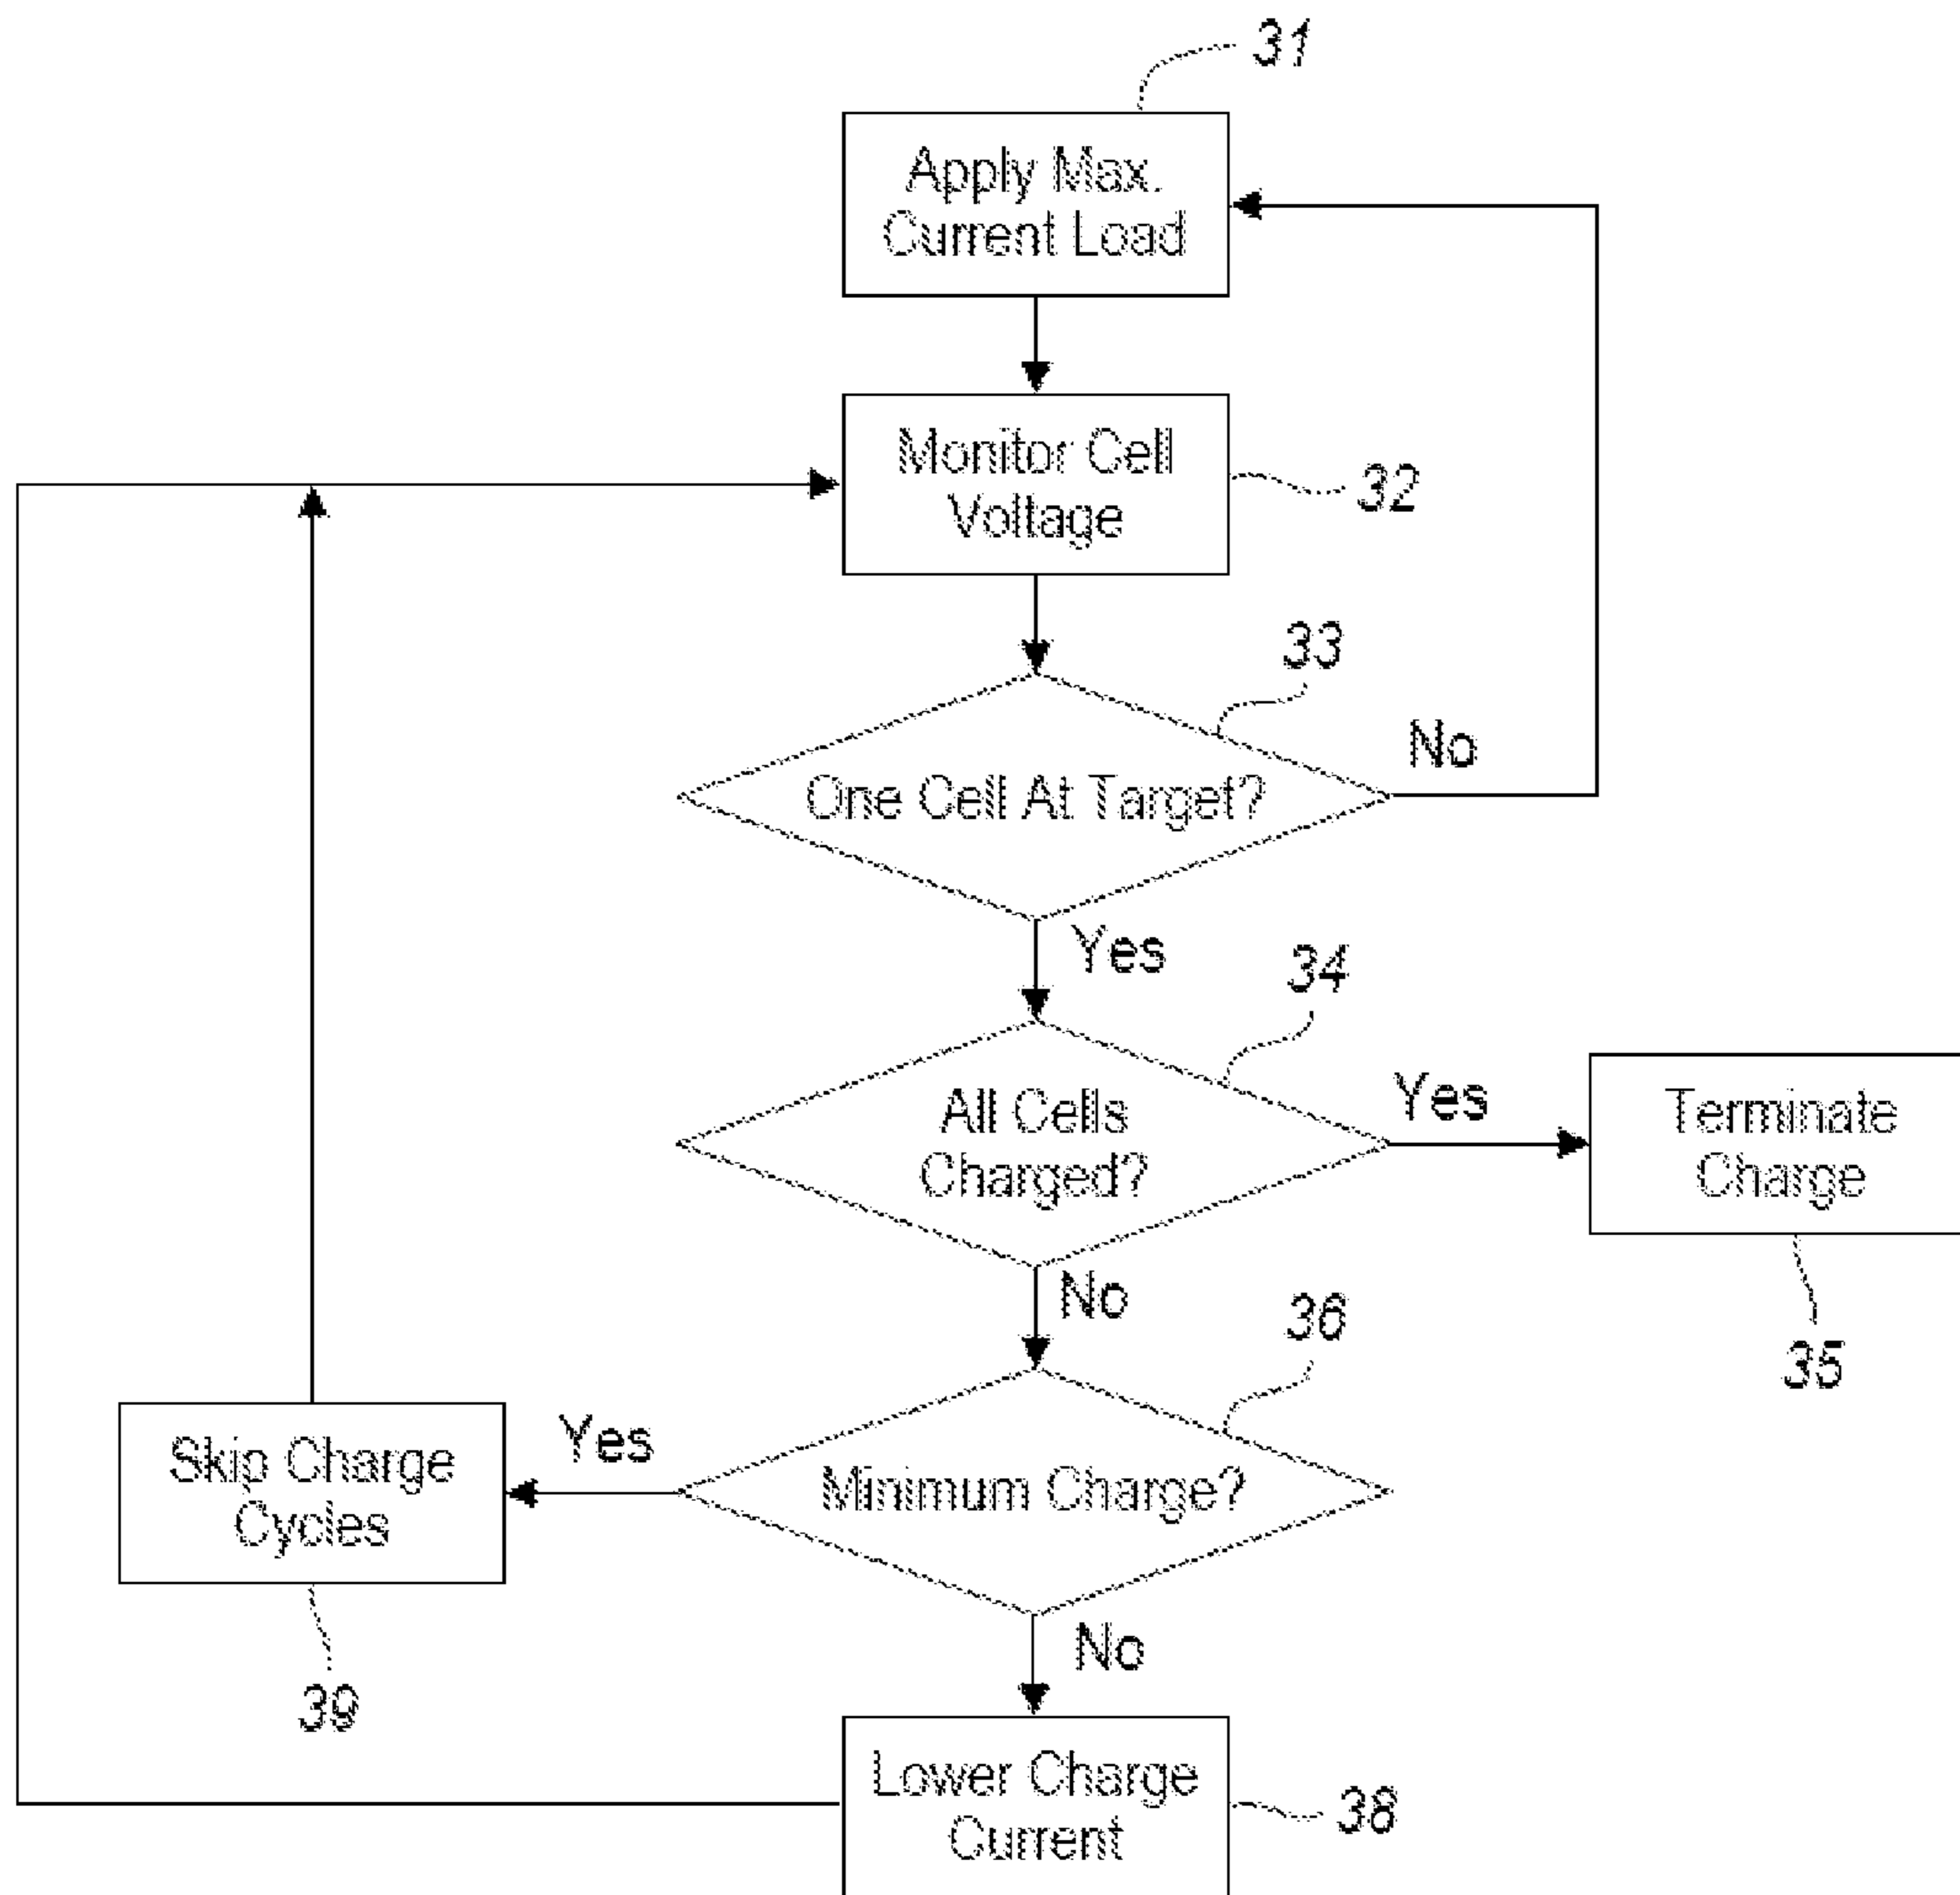 31
Apply Max.
Current Load
Monitor Cell
Voltage
32
33
One Cell At Target?
No
Yes
34
All Cells
Charged?
Yes
Terminate
Charge
35
No
36
Minimum Charge?
Yes
Skip Charge
Cycles
39
No
Lower Charge
Current
38